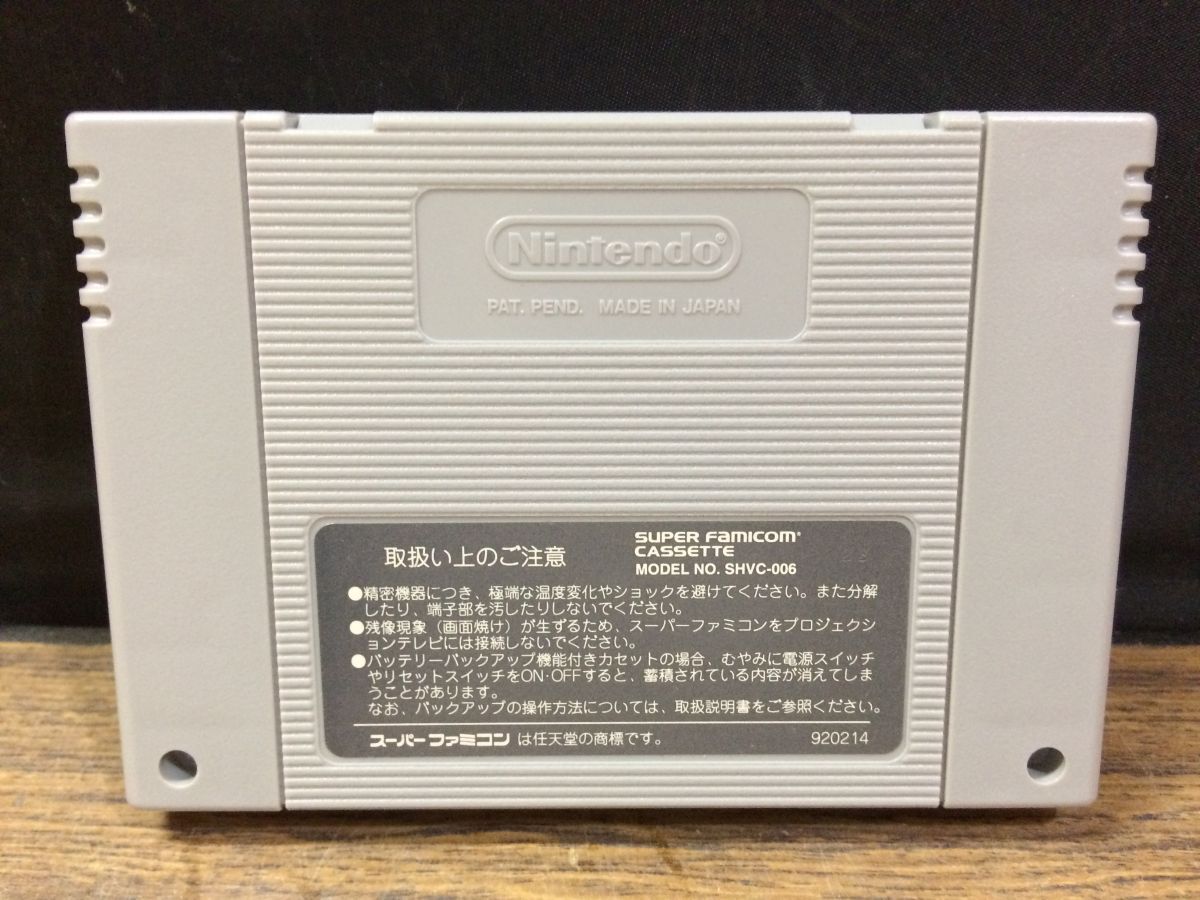 Nintendo®
PAT. PEND. MADE IN JAPAN
取扱い上のご注意
SUPER FAMICOM®
CASSETTE
MODEL NO. SHVC-006
●精密機器につき、極端な温度変化やショックを避けてください。また分解
したり、端子部を汚したりしないでください。
●残像現象（画面焼け）が生ずるため、スーパーファミコンをプロジェクシ
ョンテレビには接続しないでください。
●バッテリーバックアップ機能付きカセットの場合、むやみに電源スイッチ
やリセットスイッチをON·OFFすると、蓄積されている内容が消えてしま
うことがあります。
なお、バックアップの操作方法については、取扱説明書をご参照ください。
スーパーファミコン は任天堂の商標です。 920214